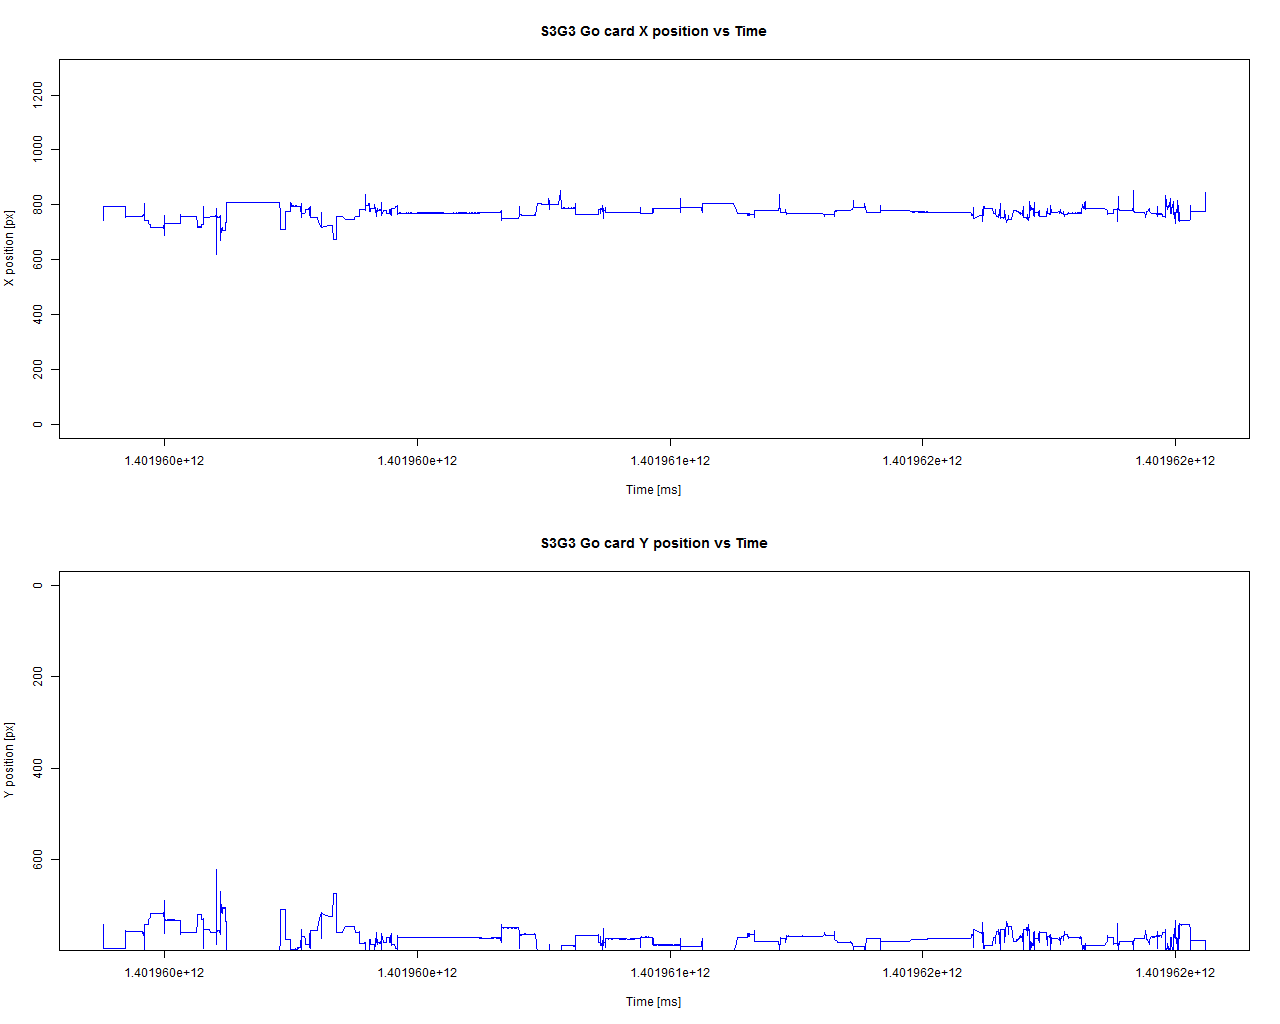 S3G3 Go card X position vs Time
1200
1000
800
600
400
200
0
X position [px]
1.401960e+12 1.401960e+12 1.401961e+12 1.401962e+12 1.401962e+12
Time [ms]
S3G3 Go card Y position vs Time
0
200
400
600
Y position [px]
1.401960e+12 1.401960e+12 1.401961e+12 1.401962e+12 1.401962e+12
Time [ms]